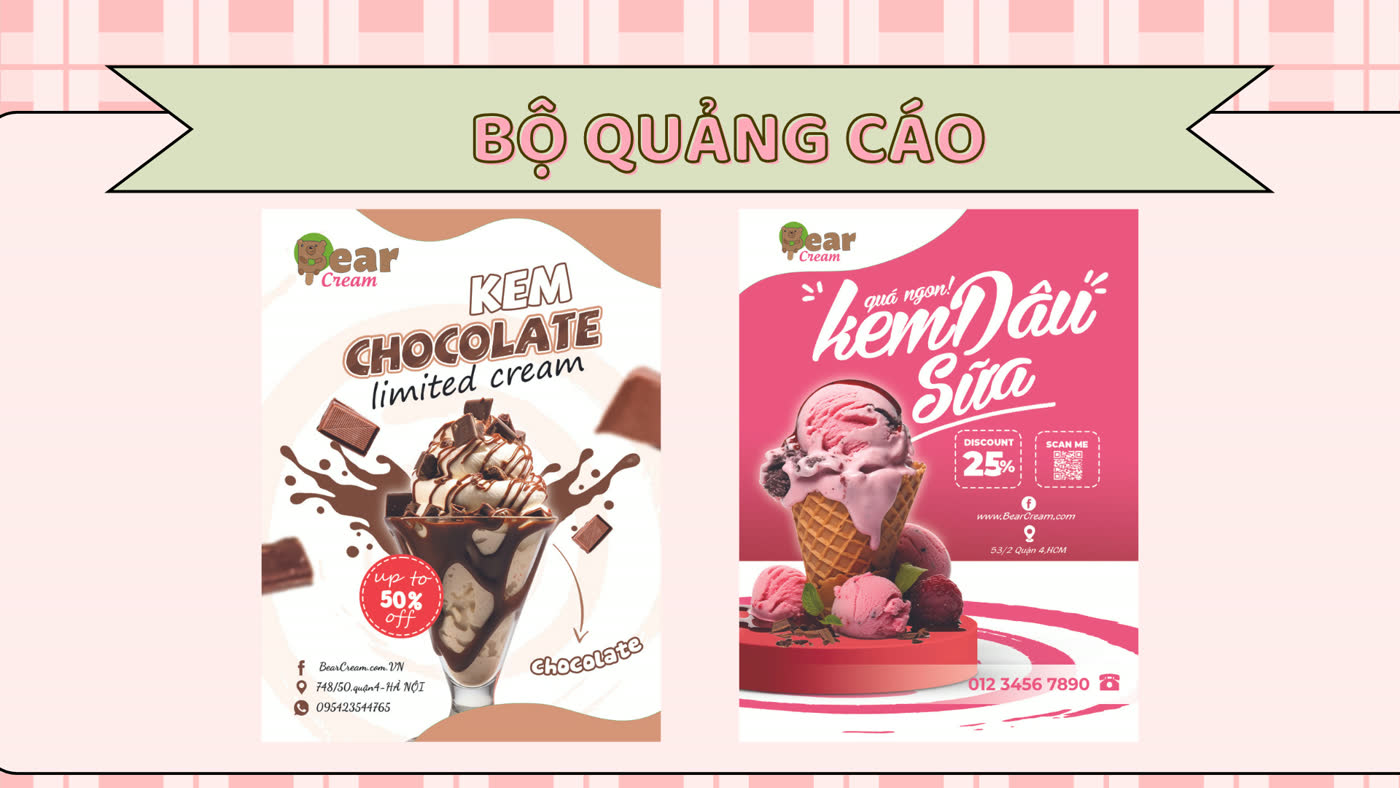 BỘ QUẢNG CÁO
Bear
Cream
KEM
CHOCOLATE
limited cream
up to
50%
off
chocolate
BearCream.com.VN
748/50.quận4-HÀ NỘI
095423544765
Bear
Cream
quá ngon!
kem Dâu
Sữa
DISCOUNT
25%
SCAN ME
www.BearCream.com
53/2 Quận 4,HCM
012 3456 7890